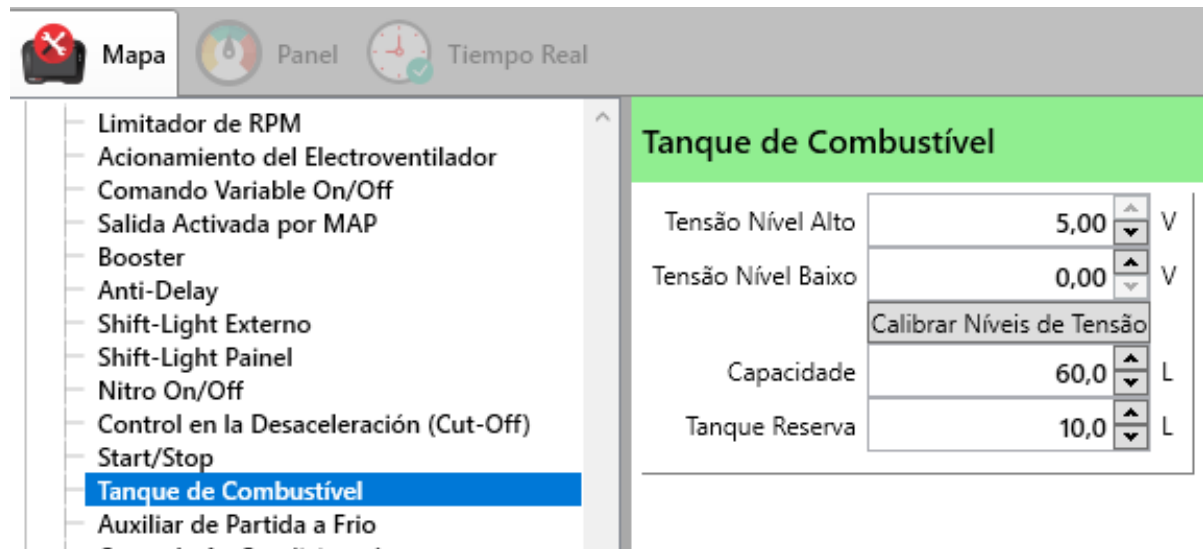 Mapa Panel Tiempo Real
Limitador de RPM
Acionamiento del Electroventilador
Comando Variable On/Off
Salida Activada por MAP
Booster
Anti-Delay
Shift-Light Externo
Shift-Light Painel
Nitro On/Off
Control en la Desaceleración (Cut-Off)
Start/Stop
Tanque de Combustível
Auxiliar de Partida a Frio
Tanque de Combustível
Tensão Nível Alto 5,00 V
Tensão Nível Baixo 0,00 V
Calibrar Níveis de Tensão
Capacidade 60,0 L
Tanque Reserva 10,0 L